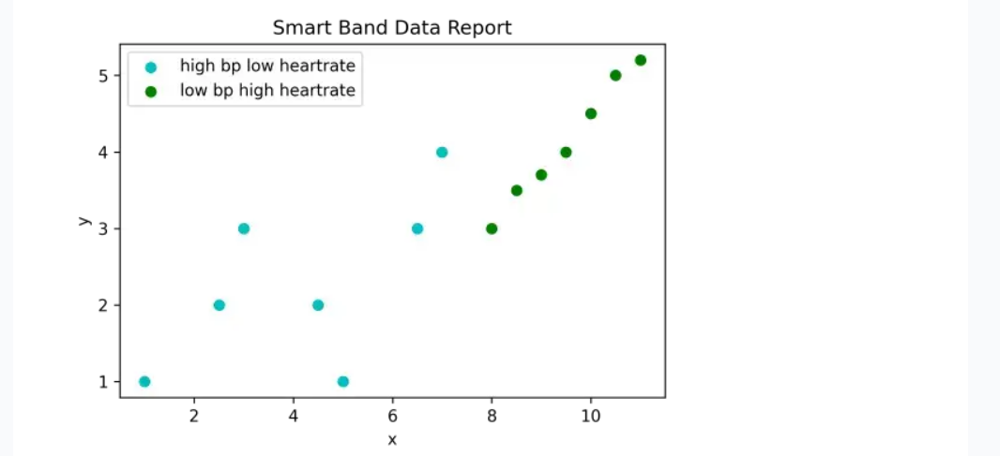 Smart Band Data Report
high bp low heartrate
low bp high heartrate
5
4
3
2
1
y
2 4 6 8 10
x